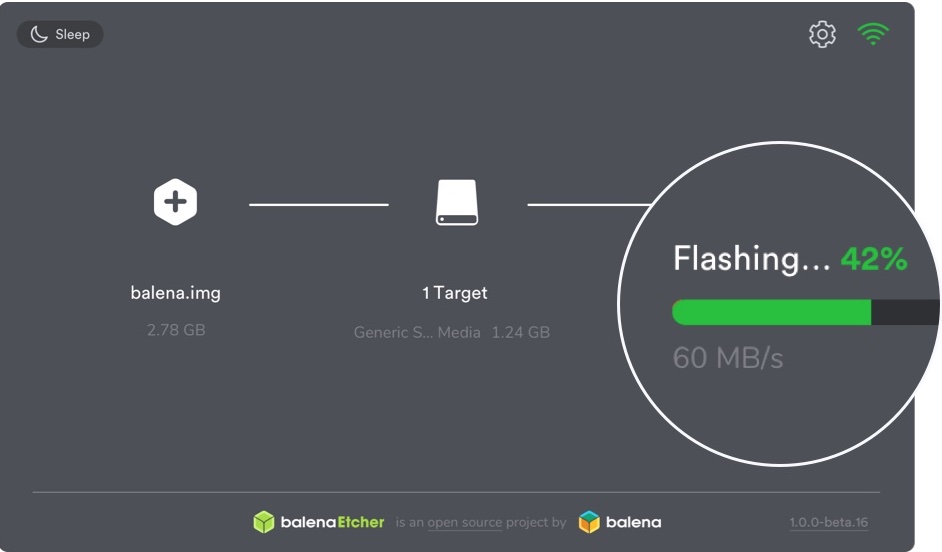 Sleep
balena.img
2.78 GB
1 Target
Generic S... Media 1.24 GB
Flashing... 42%
60 MB/s
balenaEtcher is an open source project by balena
1.0.0-beta.16